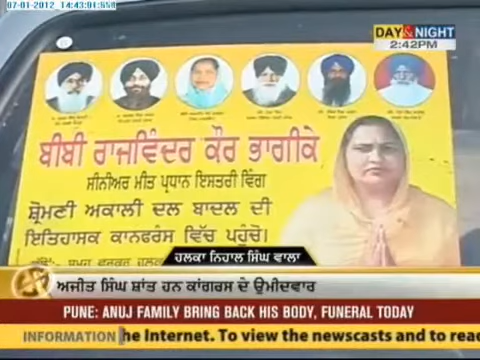 07-01-2012 14:43:01:558
DAY & NIGHT
2:42PM
ਬੀਬੀ ਰਾਜਵਿੰਦਰ ਕੌਰ ਭਾਗੀਕੇ
ਸੀਨੀਅਰ ਮੀਤ ਪ੍ਰਧਾਨ ਇਸਤਰੀ ਵਿੰਗ
ਸ਼੍ਰੋਮਣੀ ਅਕਾਲੀ ਦਲ ਬਾਦਲ ਦੀ
ਇਤਿਹਾਸਕ ਕਾਨਫਰੰਸ ਵਿੱਚ ਪਹੁੰਚੋ।
ਹਲਕਾ ਨਿਹਾਲ ਸਿੰਘ ਵਾਲਾ
ਅਜੀਤ ਸਿੰਘ ਸ਼ਾਂਤ ਹਨ ਕਾਂਗਰਸ ਦੇ ਉਮੀਦਵਾਰ
PUNE: ANUJ FAMILY BRING BACK HIS BODY, FUNERAL TODAY
INFORMATION he Internet. To view the newscasts and to rea